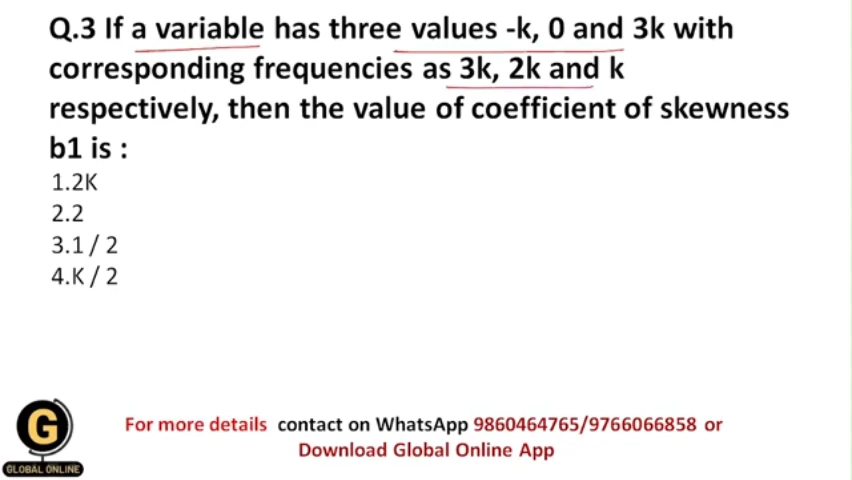 Q.3 If a variable has three values -k, 0 and 3k with
corresponding frequencies as 3k, 2k and k
respectively, then the value of coefficient of skewness
b1 is :
1.2K
2.2
3.1 / 2
4.K / 2
G
GLOBAL ONLINE
For more details contact on WhatsApp 9860464765/9766066858 or
Download Global Online App